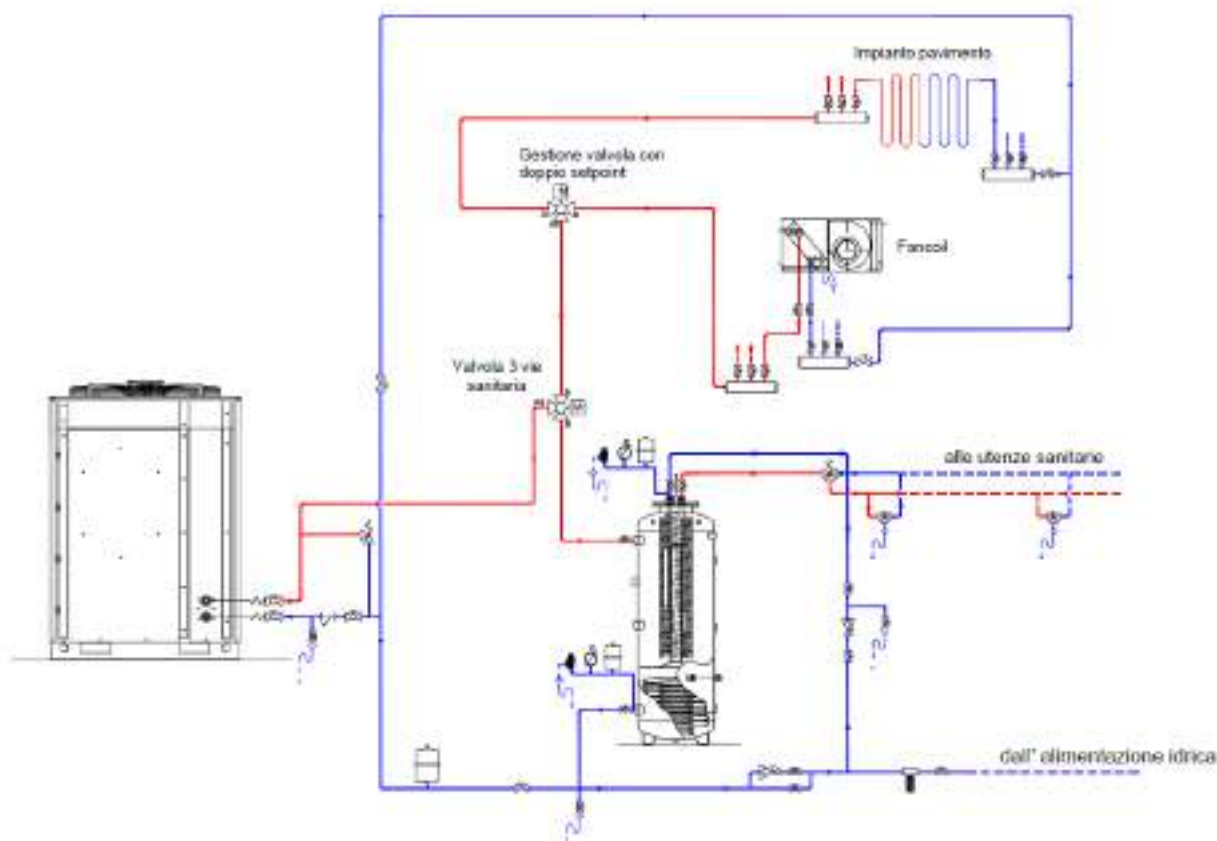 Impianto pavimento
Gestione valvola con
doppio setpoint
Fancoil
Valvola 3 vie
sanitaria
alle utenze sanitarie
dall' alimentazione idrica